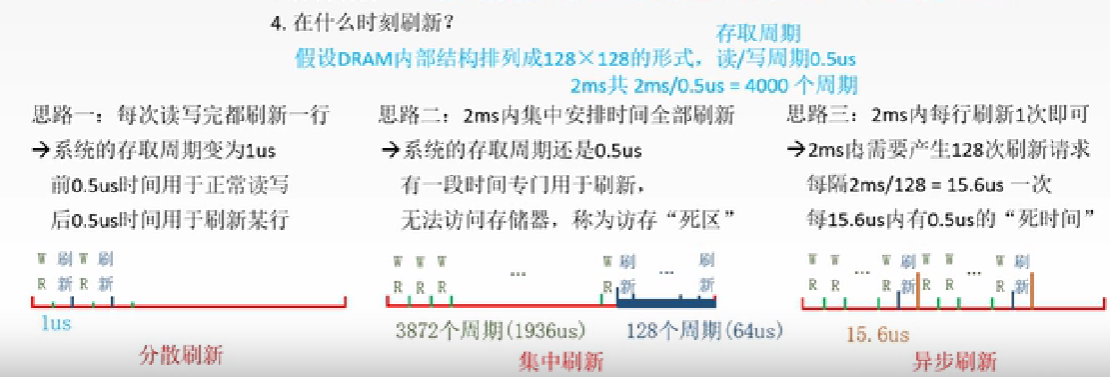 4. 在什么时刻刷新？
存取周期
假设DRAM内部结构排列成128×128的形式，读/写周期0.5us
2ms共 2ms/0.5us = 4000 个周期
思路一：每次读写完都刷新一行
→系统的存取周期变为1us
前0.5us时间用于正常读写
后0.5us时间用于刷新某行
W 刷 W 刷
R 新 R 新
1us
分散刷新
思路二：2ms内集中安排时间全部刷新
→系统的存取周期还是0.5us
有一段时间专门用于刷新，
无法访问存储器，称为访存“死区”
W W W ... W 刷 ... 刷
R R R R 新 新
3872个周期(1936us) 128个周期(64us)
集中刷新
思路三：2ms内每行刷新1次即可
→2ms内需要产生128次刷新请求
每隔2ms/128 = 15.6us 一次
每15.6us内有0.5us的“死时间”
W W ... W 刷 W W ... W 刷
R R R 新 R R R 新
15.6us
异步刷新